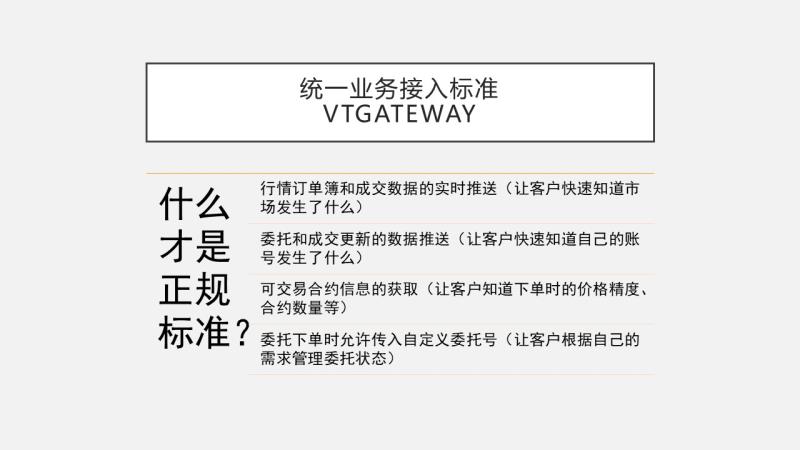 统一业务接入标准
VTGATEWAY
什么
才是
正规
标准？
行情订单簿和成交数据的实时推送（让客户快速知道市
场发生了什么）
委托和成交更新的数据推送（让客户快速知道自己的账
号发生了什么）
可交易合约信息的获取（让客户知道下单时的价格精度、
合约数量等）
委托下单时允许传入自定义委托号（让客户根据自己的
需求管理委托状态）